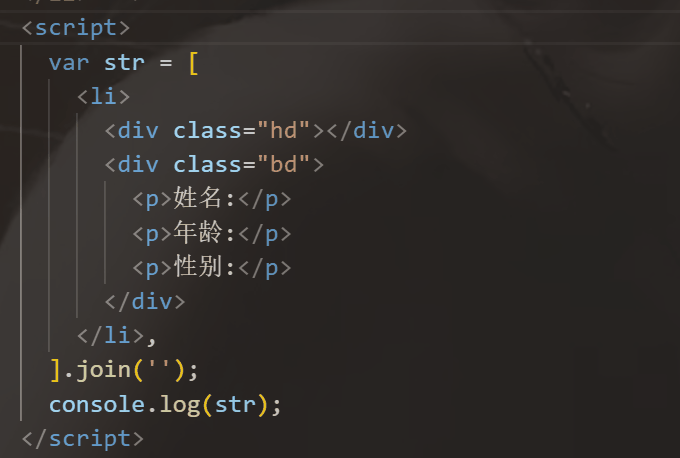 <script>
var str = [
<li>
<div class="hd"></div>
<div class="bd">
<p>姓名:</p>
<p>年龄:</p>
<p>性别:</p>
</div>
</li>,
].join('');
console.log(str);
</script>